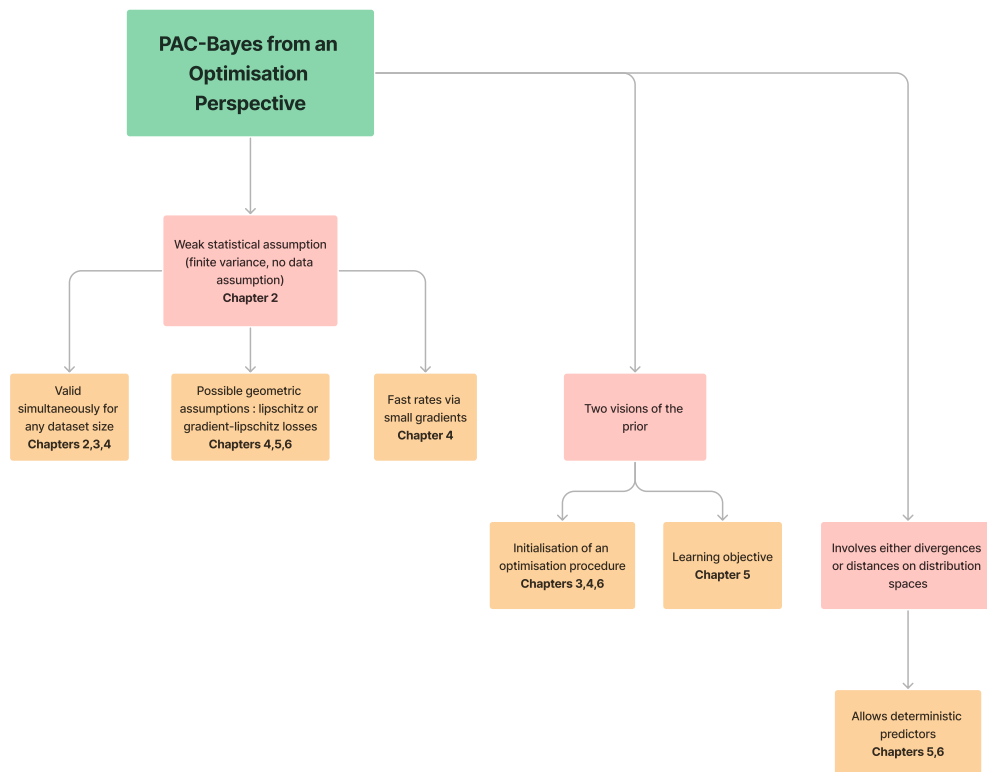 PAC-Bayes from an
Optimisation
Perspective
Weak statistical assumption
(finite variance, no data
assumption)
Chapter 2
Valid
simultaneously for
any dataset size
Chapters 2,3,4
Possible geometric
assumptions : lipschitz or
gradient-lipschitz losses
Chapters 4,5,6
Fast rates via
small gradients
Chapter 4
Two visions of the
prior
Initialisation of an
optimisation procedure
Chapters 3,4,6
Learning objective
Chapter 5
Involves either divergences
or distances on distribution
spaces
Allows deterministic
predictors
Chapters 5,6